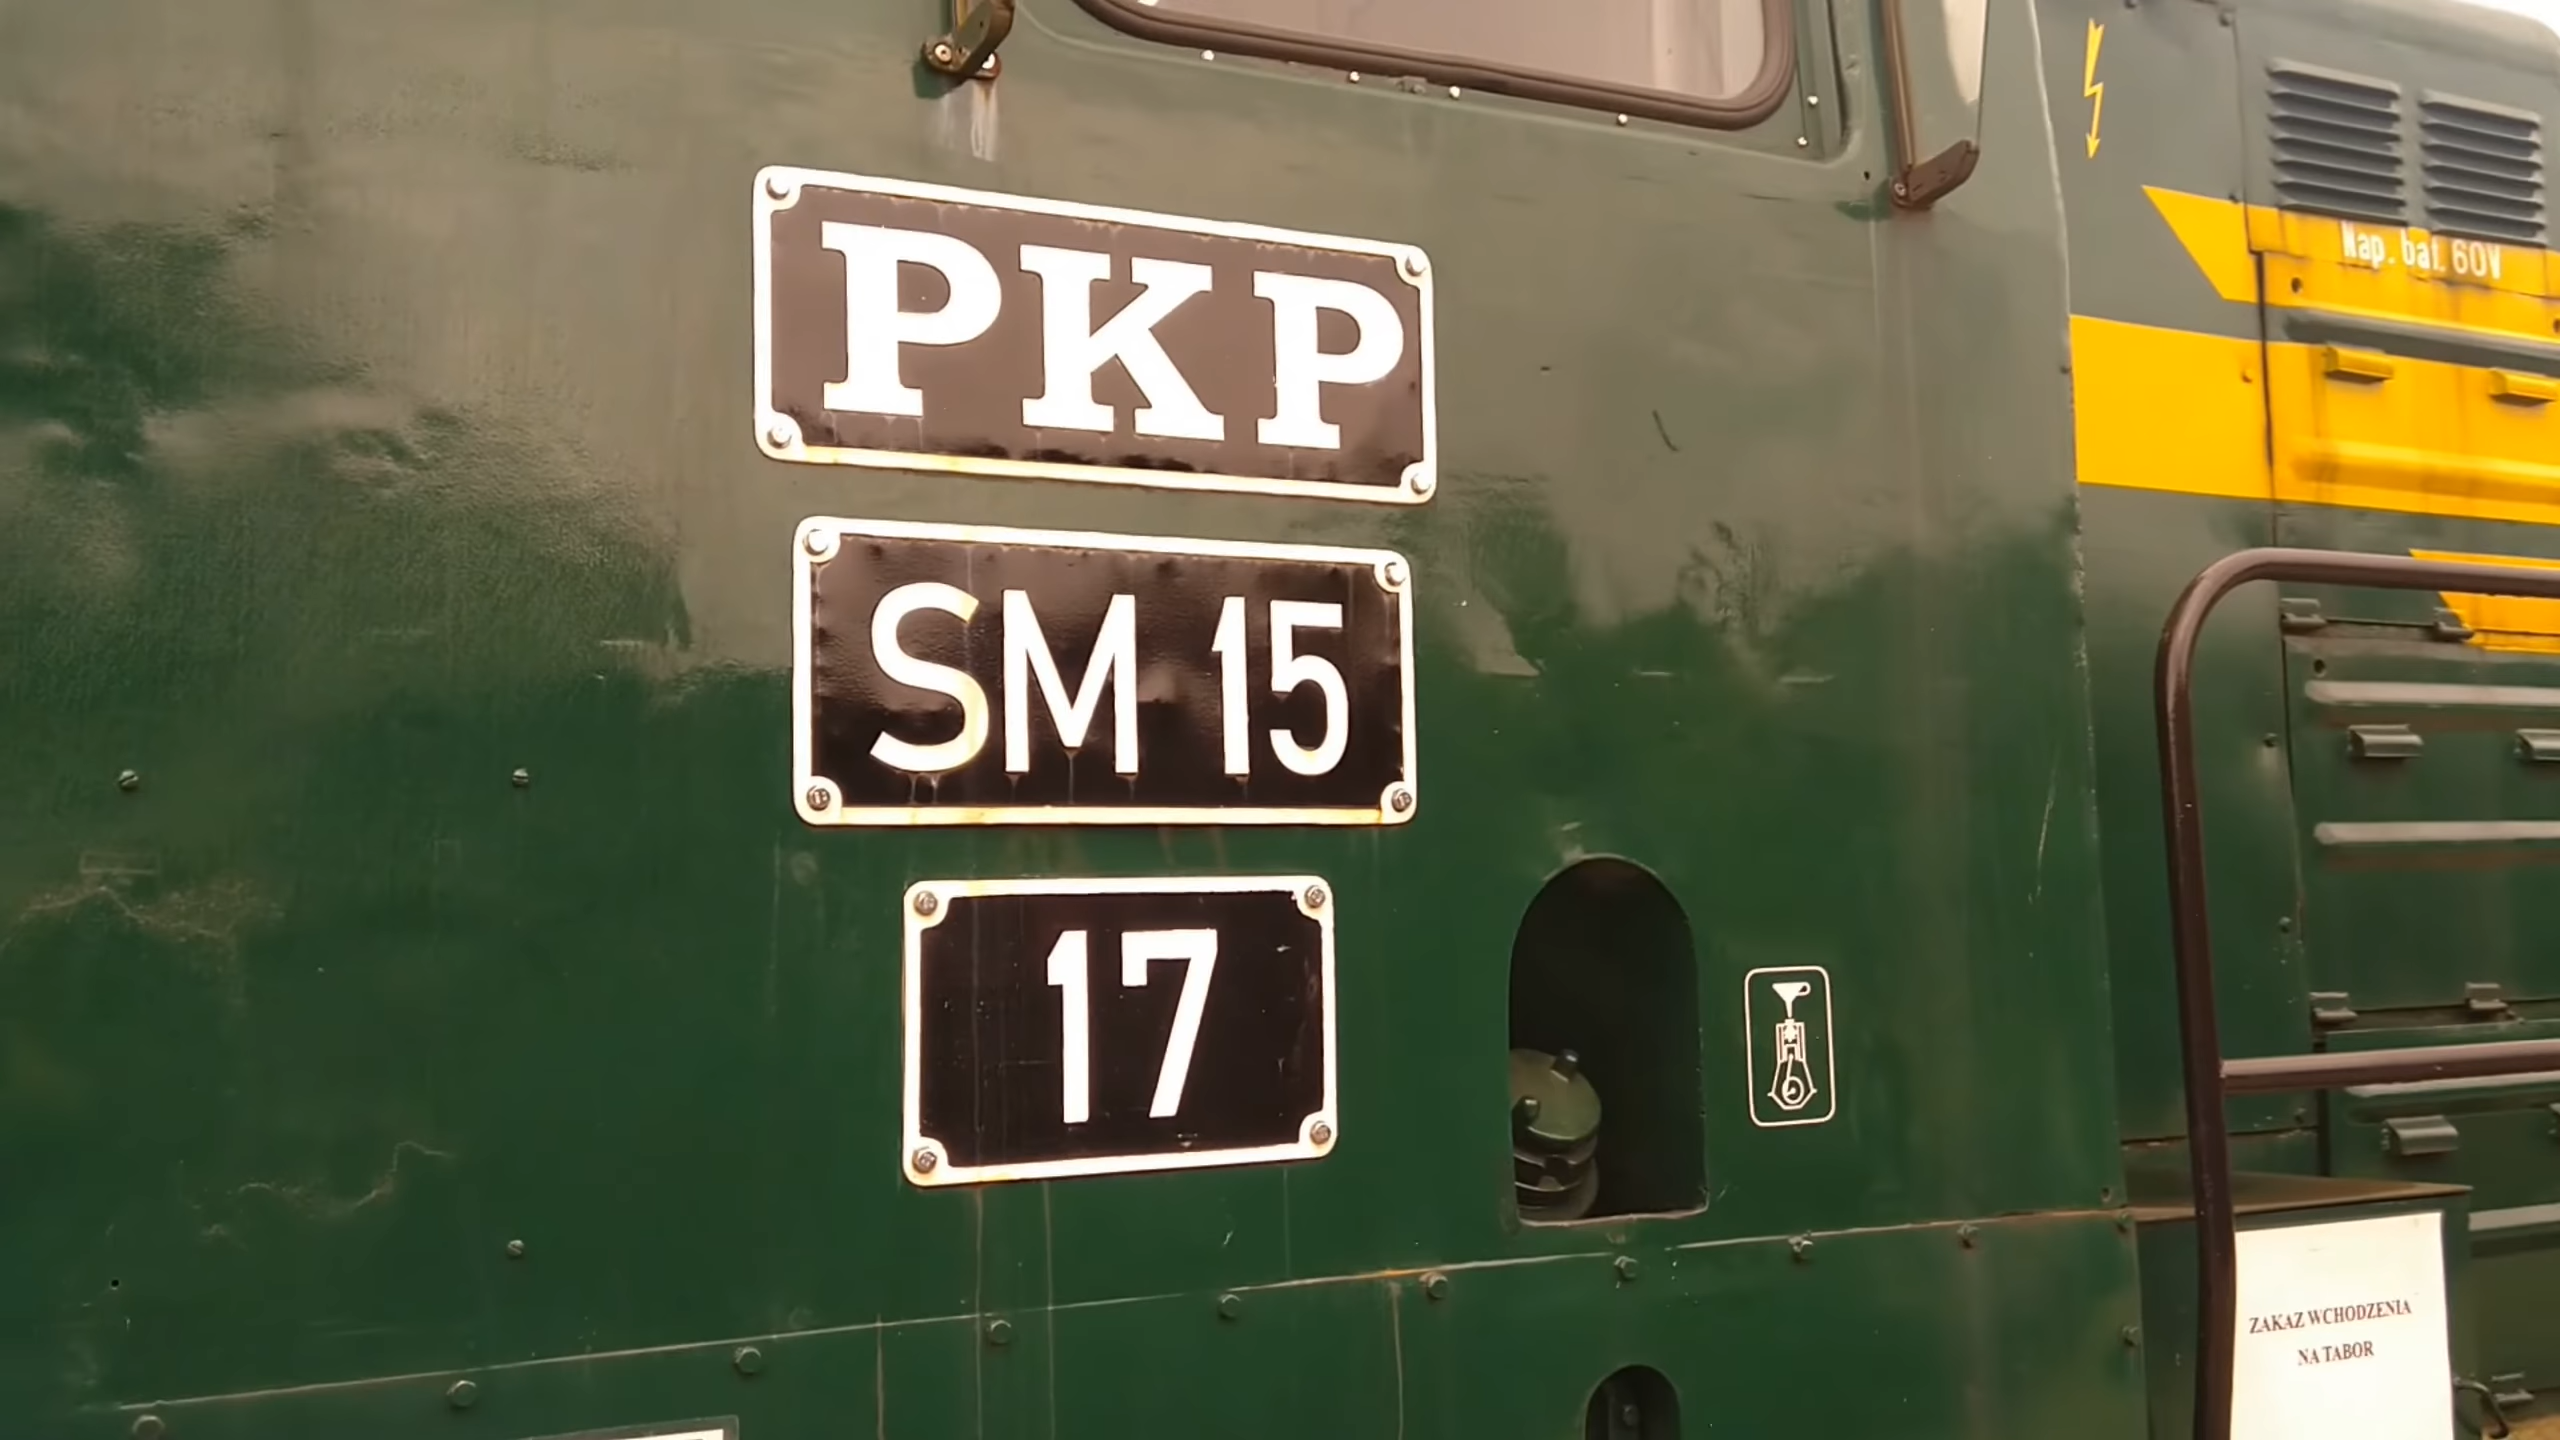 PKP
SM 15
17
Nap. bat. 60V
ZAKAZ WCHODZENIA
NA TABOR